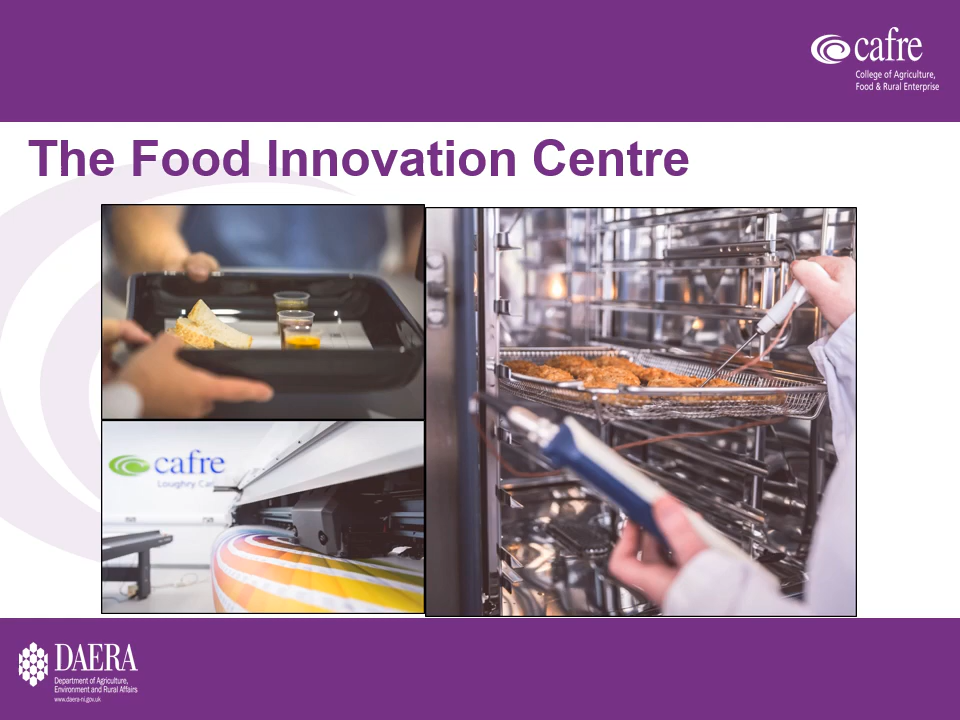 cafre
College of Agriculture,
Food & Rural Enterprise
The Food Innovation Centre
cafre
Loughry
DAERA
Department of Agriculture,
Environment and Rural Affairs
www.daera-ni.gov.uk